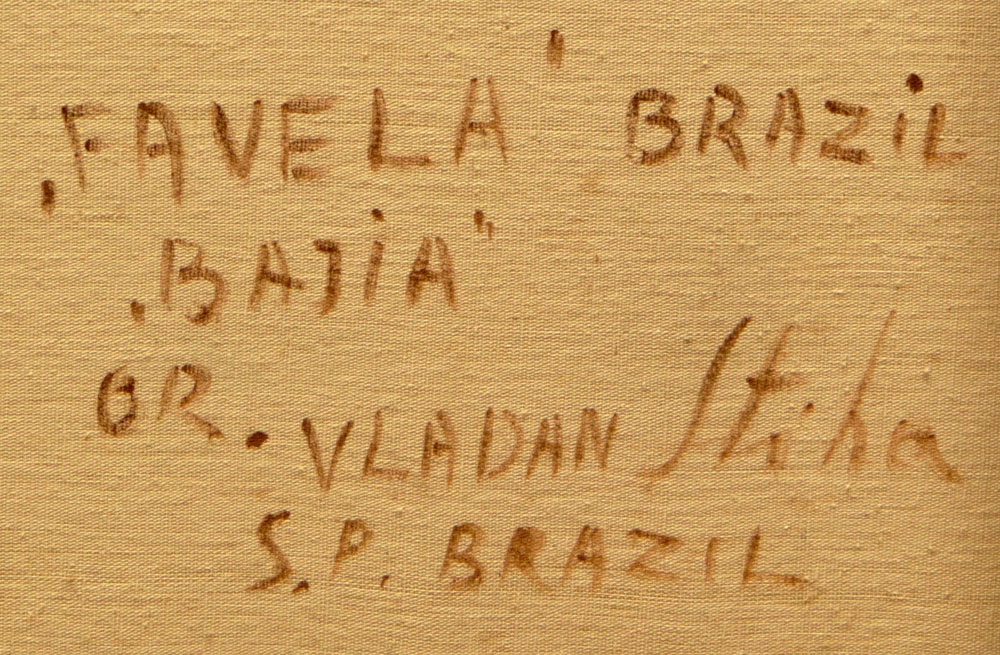 ,FAVELA' BRAZIL
„BAJIA"
OR. VLADAN Stiha
S.P. BRAZIL